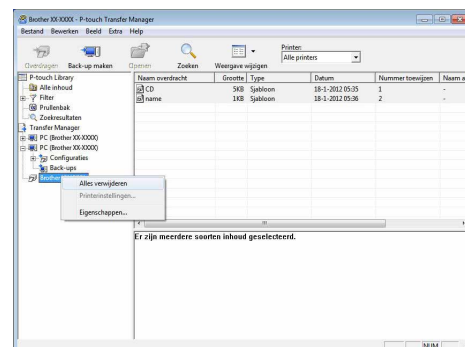 Brother XX-XXXX - P-touch Transfer Manager
Bestand Bewerken Beeld Extra Help
Overdragen Back-up maken Openen Zoeken Weergave wijzigen
Printer:
Alle printers
P-touch Library
Alle inhoud
Filter
Prullenbak
Zoekresultaten
Transfer Manager
PC (Brother XX-XXXX)
PC (Brother XX-XXXX)
Configuraties
Back-ups
Brother
Alles verwijderen
Printerinstellingen...
Eigenschappen...
Naam overdracht Grootte Type Datum Nummer toewijzen Naam a
CD 5KB Sjabloon 18-1-2012 05:35 1 -
name 1KB Sjabloon 18-1-2012 05:36 2 -
Er zijn meerdere soorten inhoud geselecteerd.
NUM